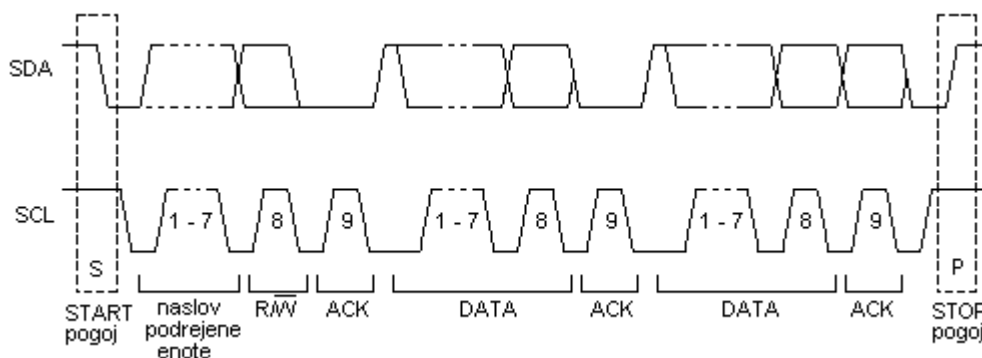 SDA
SCL
1 - 7 8 9 1 - 7 8 9 1 - 7 8 9
S P
START pogoj
naslov podrejene enote
R/W̅
ACK
DATA
ACK
DATA
ACK
STOP pogoj